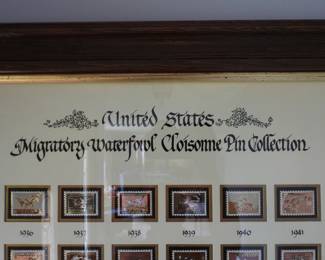 United States
Migratory Waterfowl Cloisonne Pin Collection
1936 1937 1938 1939 1940 1941